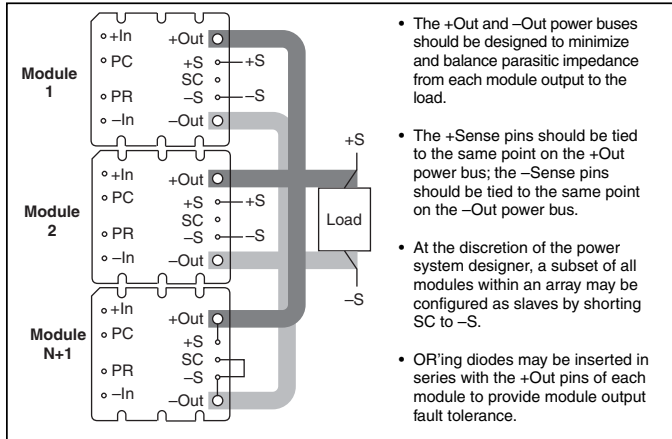 Module
1
+In
PC
PR
–In
+Out
+S
SC
–S
–Out
+S
–S
Module
2
+In
PC
PR
–In
+Out
+S
SC
–S
–Out
+S
–S
Module
N+1
+In
PC
PR
–In
+Out
+S
SC
–S
–Out
+S
Load
–S
• The +Out and –Out power buses
should be designed to minimize
and balance parasitic impedance
from each module output to the
load.
• The +Sense pins should be tied
to the same point on the +Out
power bus; the –Sense pins
should be tied to the same point
on the –Out power bus.
• At the discretion of the power
system designer, a subset of all
modules within an array may be
configured as slaves by shorting
SC to –S.
• OR'ing diodes may be inserted in
series with the +Out pins of each
module to provide module output
fault tolerance.